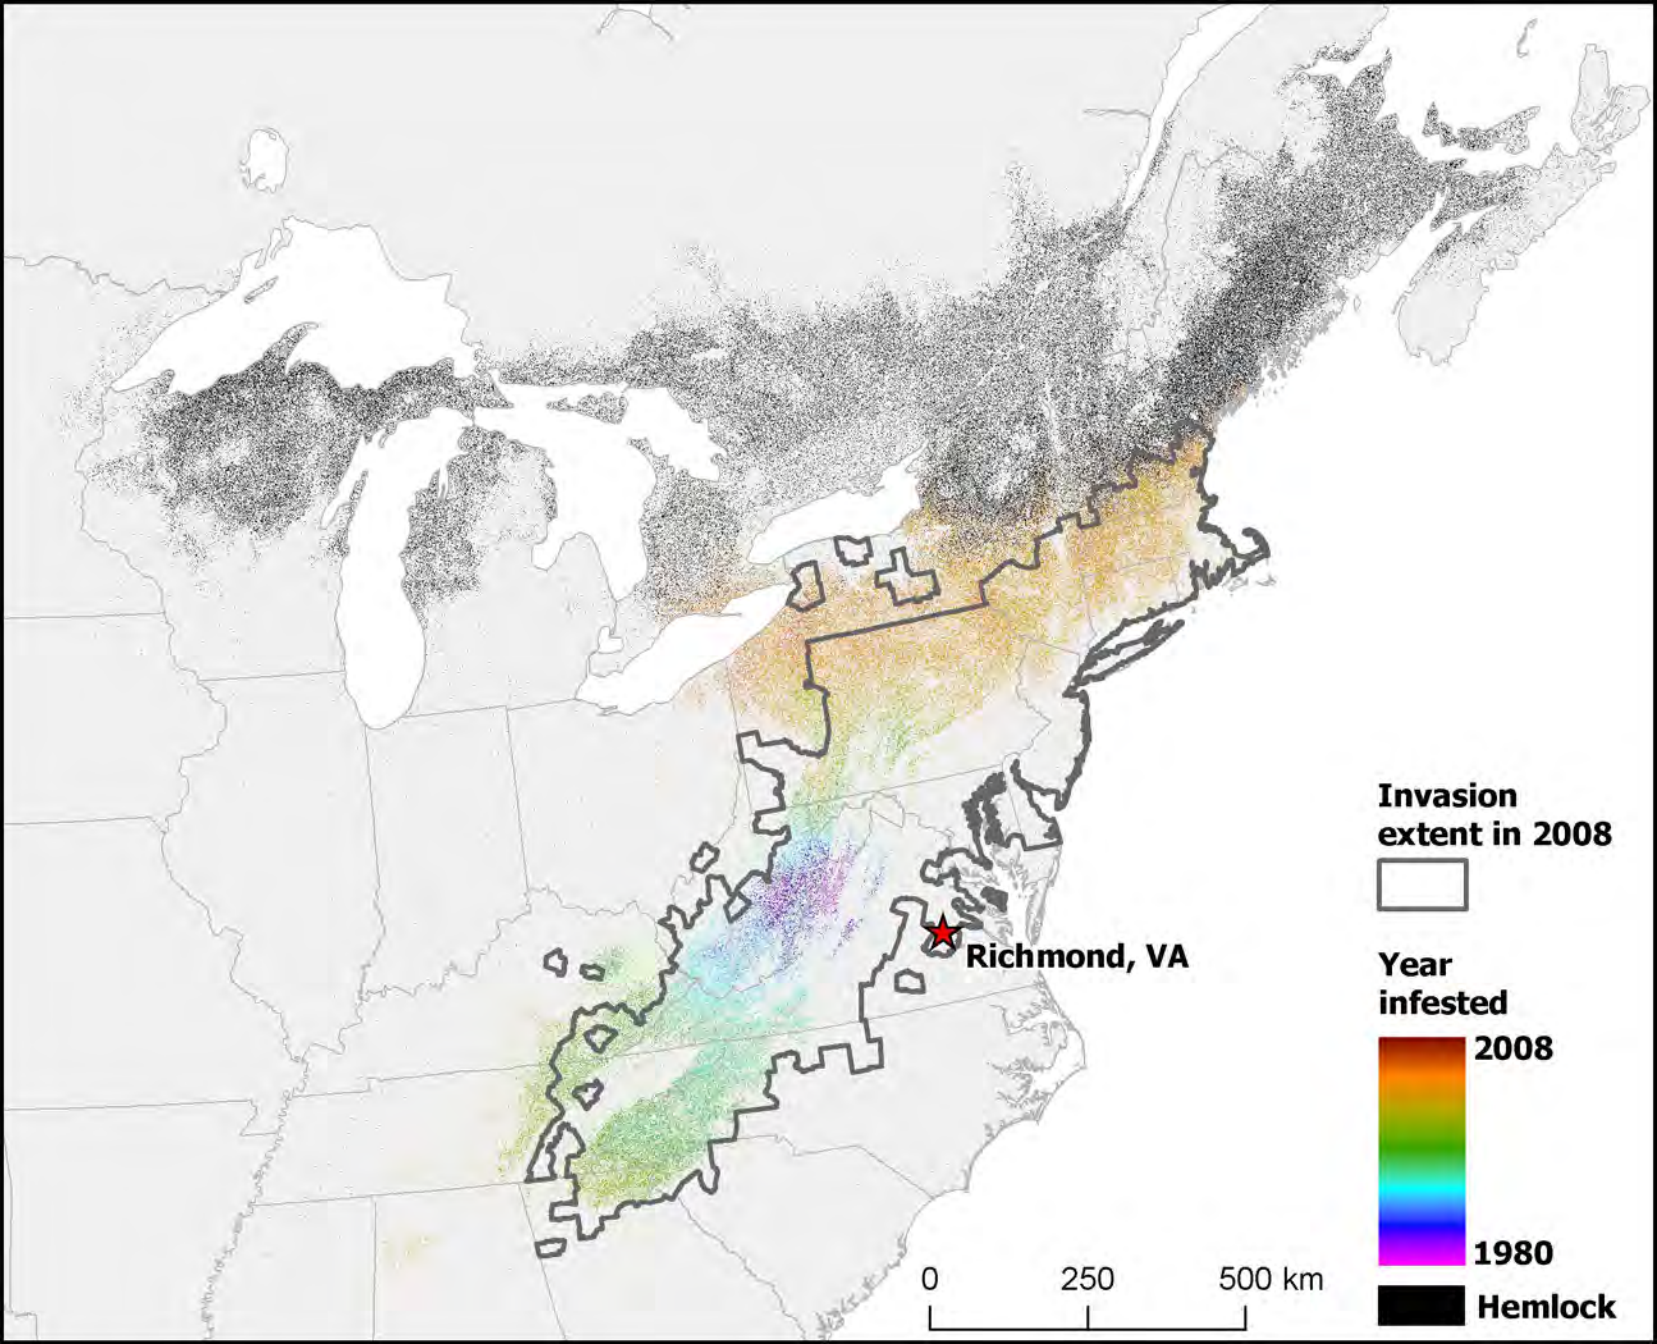 Richmond, VA
Invasion
extent in 2008
Year
infested
2008
1980
Hemlock
0 250 500 km